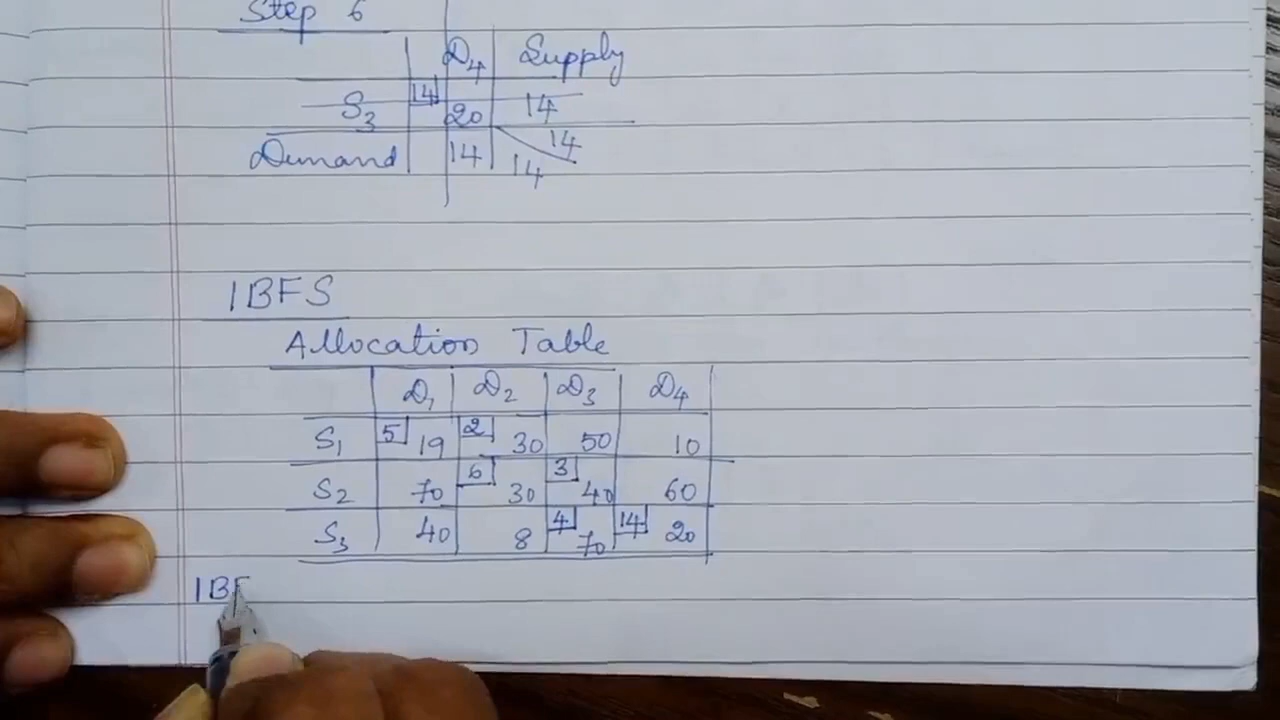 Step 6
D4 Supply
S3 14 20 14
Demand 14 14
14
IBFS
Allocation Table
D1 D2 D3 D4
S1 5 19 2 30 50 10
S2 70 6 30 3 40 60
S3 40 8 4 70 14 20
IBF